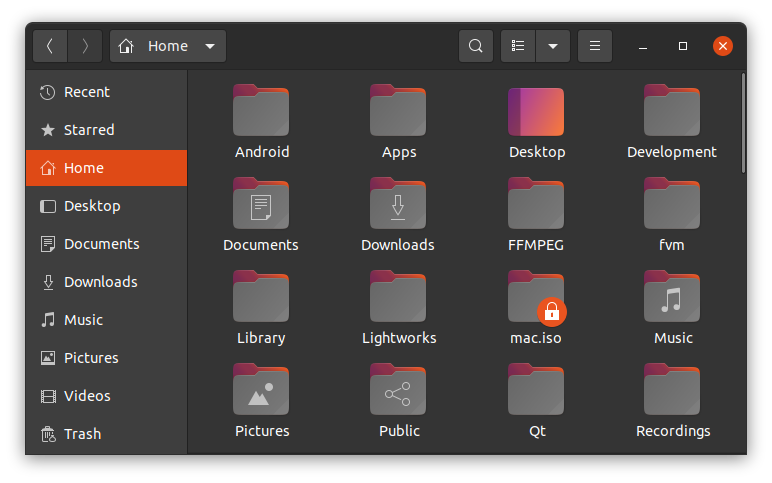 Home
Recent
Starred
Home
Desktop
Documents
Downloads
Music
Pictures
Videos
Trash
Android Apps Desktop Development
Documents Downloads FFMPEG fvm
Library Lightworks mac.iso Music
Pictures Public Qt Recordings